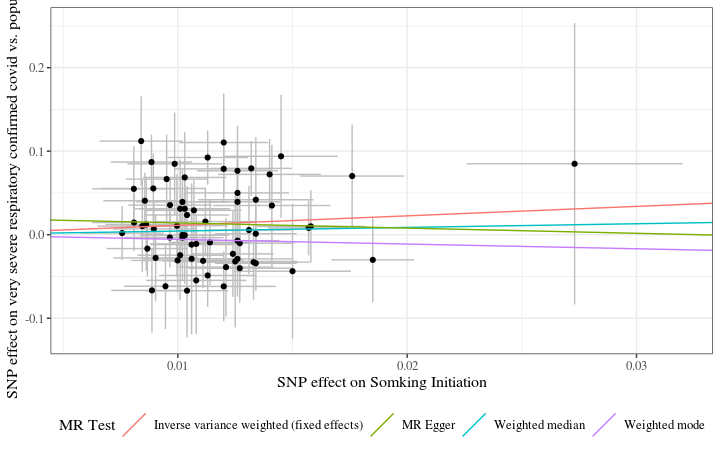 SNP effect on very severe respiratory confirmed covid vs.
0.2
0.1
0.0
-0.1
0.01
0.02
0.03
SNP effect on Somking Initiation
MR Test
Inverse variance weighted (fixed effects)
MR Egger
Weighted median
Weighted mode